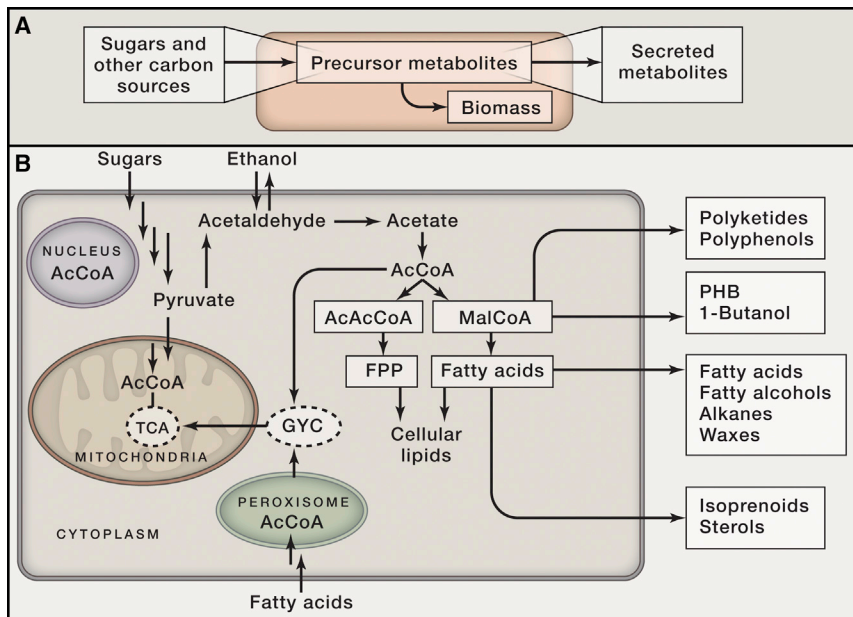 A
Sugars and
other carbon
sources
Precursor metabolites
Secreted
metabolites
Biomass
B
Sugars
Ethanol
Acetaldehyde
Acetate
NUCLEUS
AcCoA
AcCoA
Pyruvate
AcAcCoA
MalCoA
FPP
Fatty acids
Cellular
lipids
AcCoA
TCA
MITOCHONDRIA
GYC
PEROXISOME
AcCoA
CYTOPLASM
Fatty acids
Polyketides
Polyphenols
PHB
1-Butanol
Fatty acids
Fatty alcohols
Alkanes
Waxes
Isoprenoids
Sterols